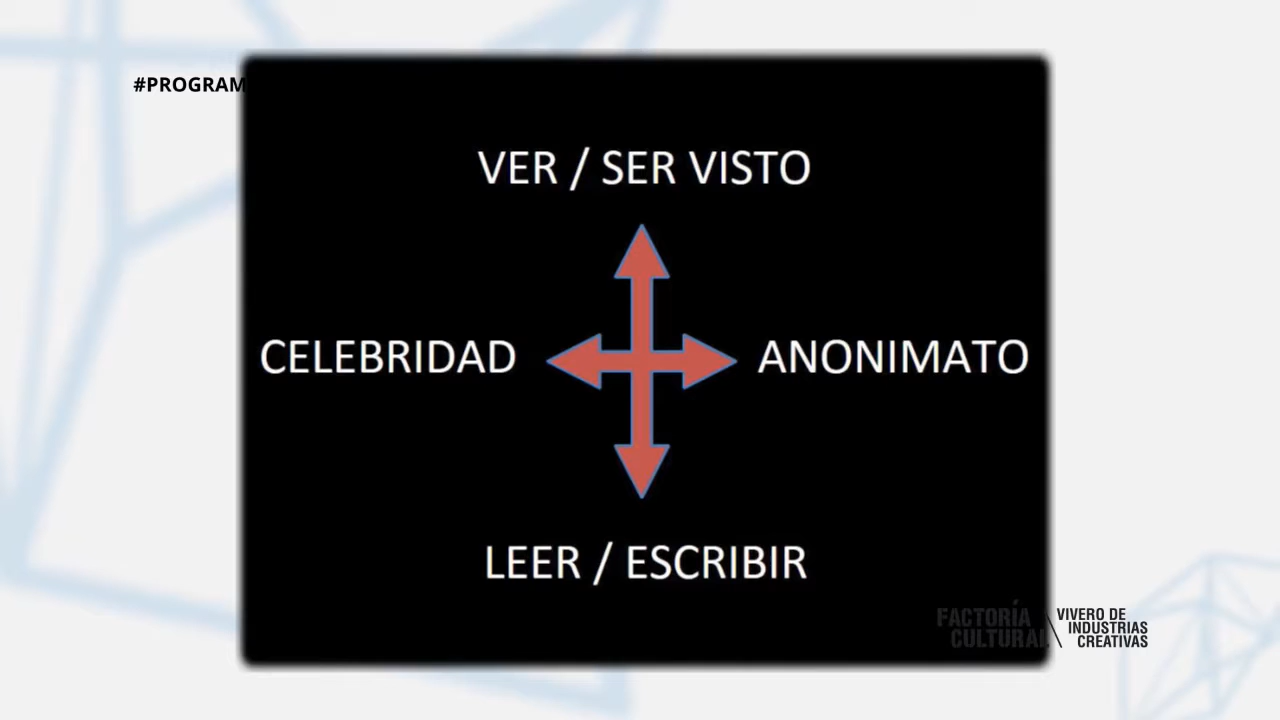 #PROGRAM
VER / SER VISTO
CELEBRIDAD
ANONIMATO
LEER / ESCRIBIR
FACTORÍA
CULTURAL
VIVERO DE
INDUSTRIAS
CREATIVAS